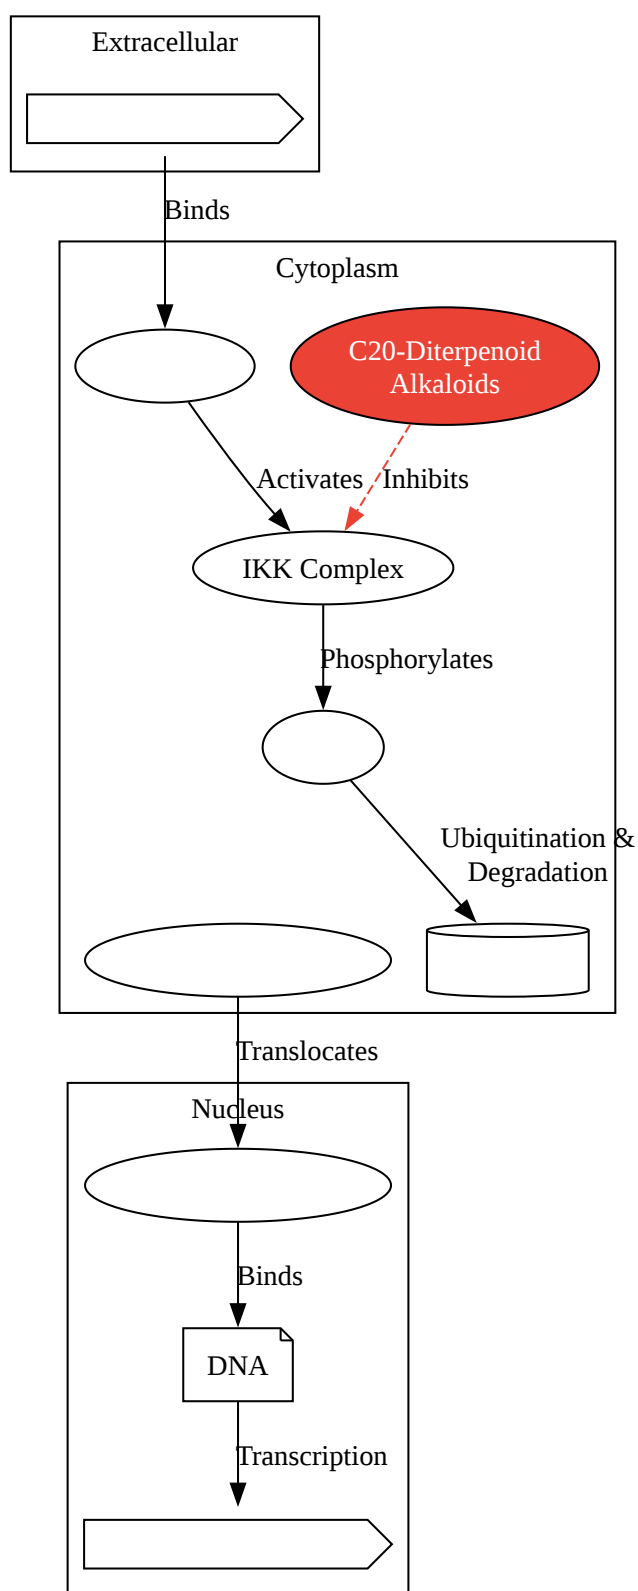 Extracellular
Binds
Cytoplasm
C20-Diterpenoid
Alkaloids
Activates
Inhibits
IKK Complex
Phosphorylates
Ubiquitination &
Degradation
Translocates
Nucleus
Binds
DNA
Transcription